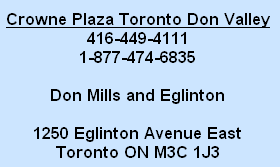 Crowne Plaza Toronto Don Valley
416-449-4111
1-877-474-6835
Don Mills and Eglinton
1250 Eglinton Avenue East
Toronto ON M3C 1J3